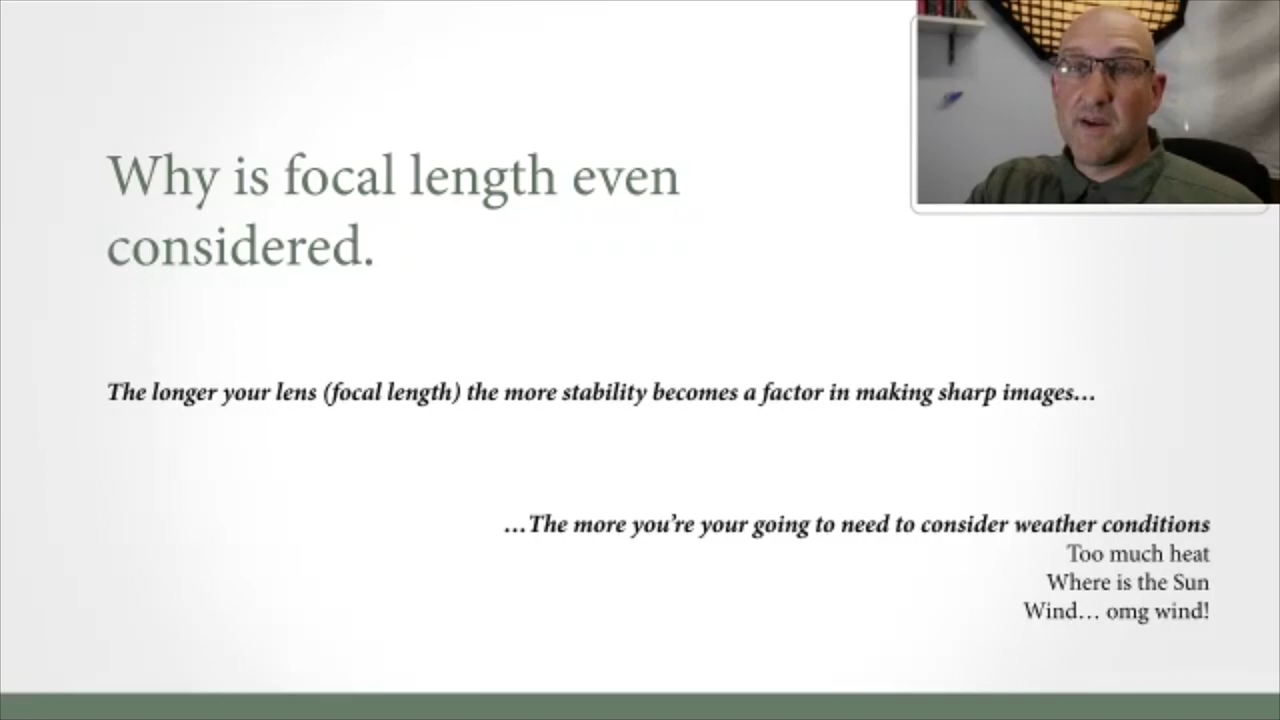 Why is focal length even
considered.
The longer your lens (focal length) the more stability becomes a factor in making sharp images…
…The more you’re your going to need to consider weather conditions
Too much heat
Where is the Sun
Wind… omg wind!